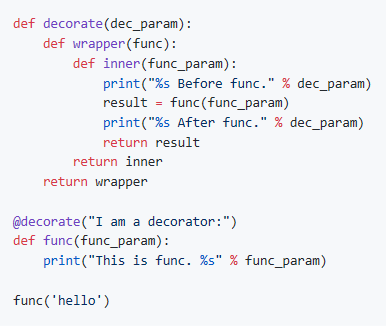 def decorate(dec_param):
    def wrapper(func):
        def inner(func_param):
            print("%s Before func." % dec_param)
            result = func(func_param)
            print("%s After func." % dec_param)
            return result
        return inner
    return wrapper

@decorate("I am a decorator:")
def func(func_param):
    print("This is func. %s" % func_param)

func('hello')